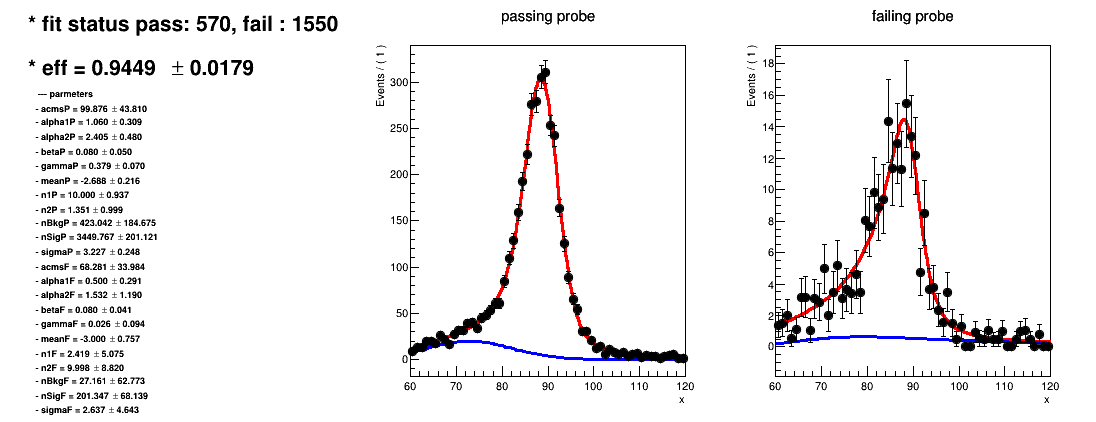 * fit status pass: 570, fail : 1550
* eff = 0.9449 ± 0.0179
--- parmeters
- acmsP = 99.876 ± 43.810
- alpha1P = 1.060 ± 0.309
- alpha2P = 2.405 ± 0.480
- betaP = 0.080 ± 0.050
- gammaP = 0.379 ± 0.070
- meanP = -2.688 ± 0.216
- n1P = 10.000 ± 0.937
- n2P = 1.351 ± 0.999
- nBkgP = 423.042 ± 184.675
- nSigP = 3449.767 ± 201.121
- sigmaP = 3.227 ± 0.248
- acmsF = 68.281 ± 33.984
- alpha1F = 0.500 ± 0.291
- alpha2F = 1.532 ± 1.190
- betaF = 0.080 ± 0.041
- gammaF = 0.026 ± 0.094
- meanF = -3.000 ± 0.757
- n1F = 2.419 ± 5.075
- n2F = 9.998 ± 8.820
- nBkgF = 27.161 ± 62.773
- nSigF = 201.347 ± 68.139
- sigmaF = 2.637 ± 4.643
passing probe
Events / ( 1 )
300
250
200
150
100
50
0
60 70 80 90 100 110 120
x
failing probe
Events / ( 1 )
18
16
14
12
10
8
6
4
2
0
60 70 80 90 100 110 120
x